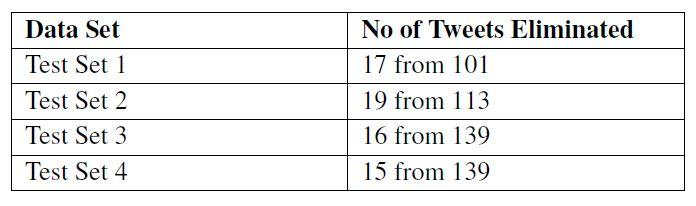 Data Set No of Tweets Eliminated
Test Set 1 17 from 101
Test Set 2 19 from 113
Test Set 3 16 from 139
Test Set 4 15 from 139